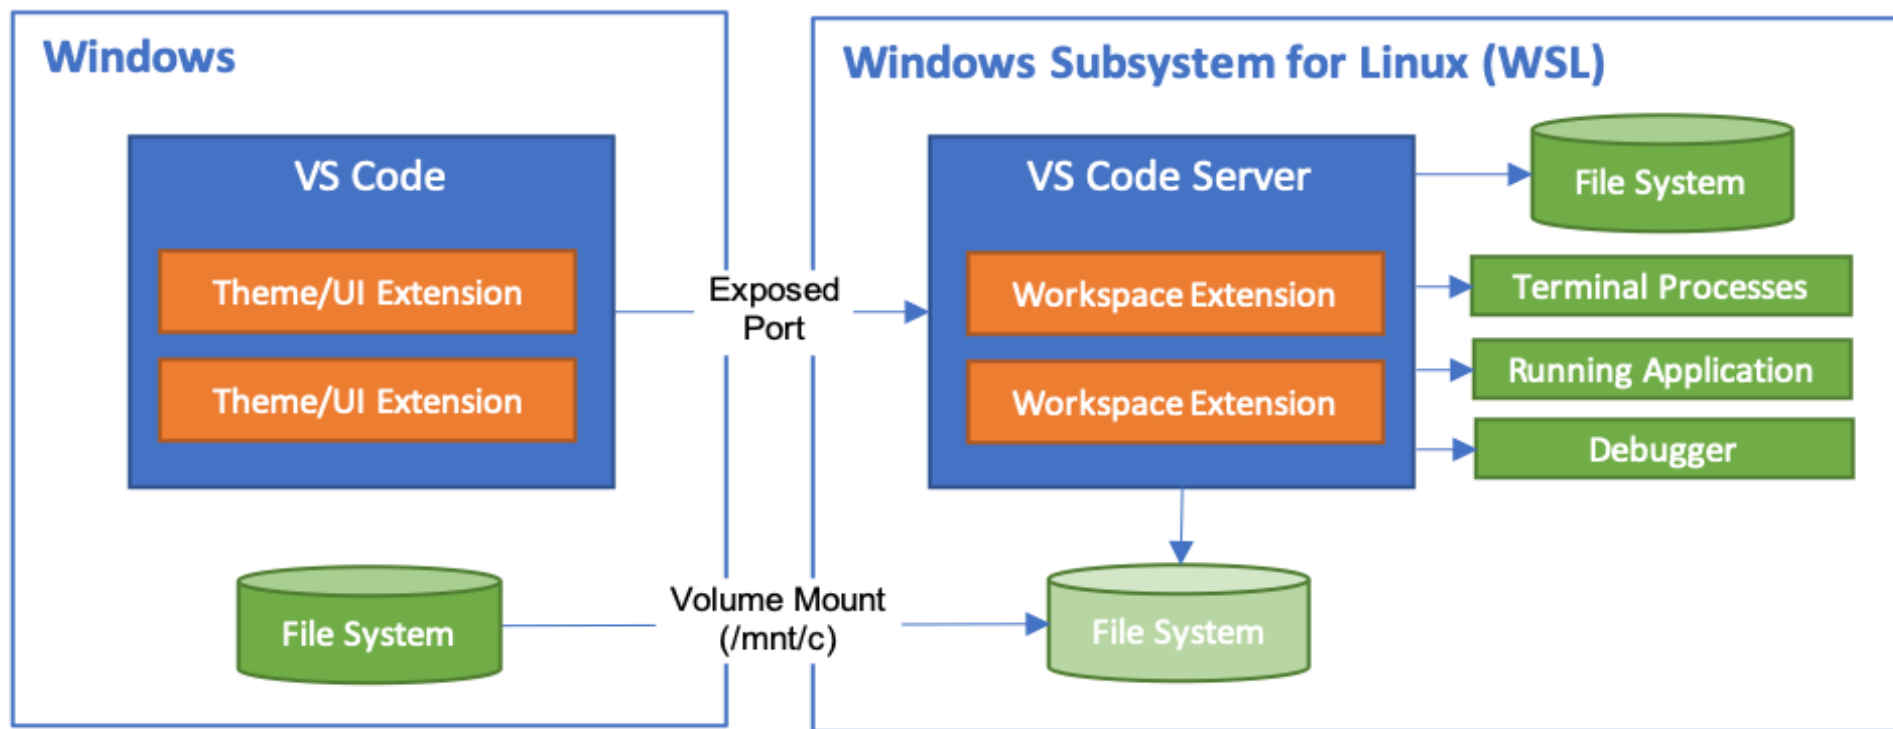 Windows
VS Code
Theme/UI Extension
Theme/UI Extension
File System
Exposed
Port
Volume Mount
(/mnt/c)
Windows Subsystem for Linux (WSL)
VS Code Server
Workspace Extension
Workspace Extension
File System
Terminal Processes
Running Application
Debugger
File System